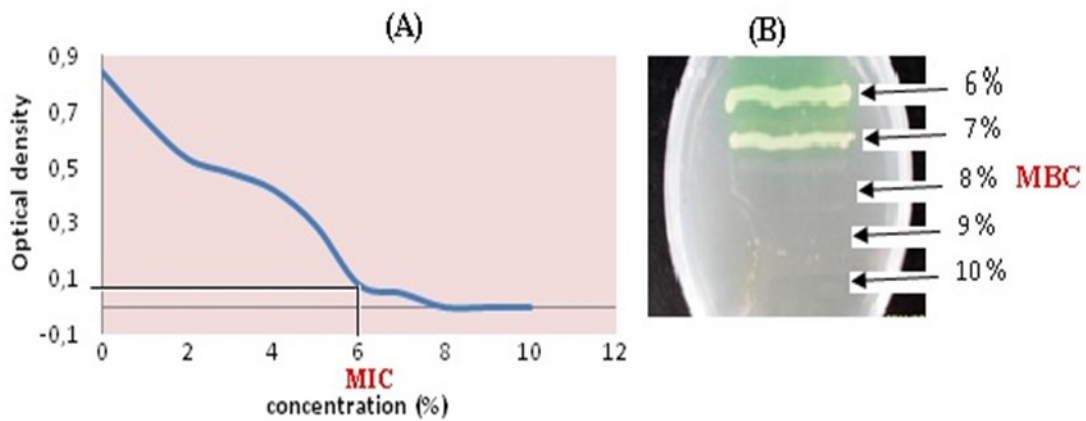 (A)
Optical density
0,9
0,7
0,5
0,3
0,1
-0,1
0 2 4 6 8 10 12
MIC
concentration (%)
(B)
6%
7%
8% MBC
9%
10%